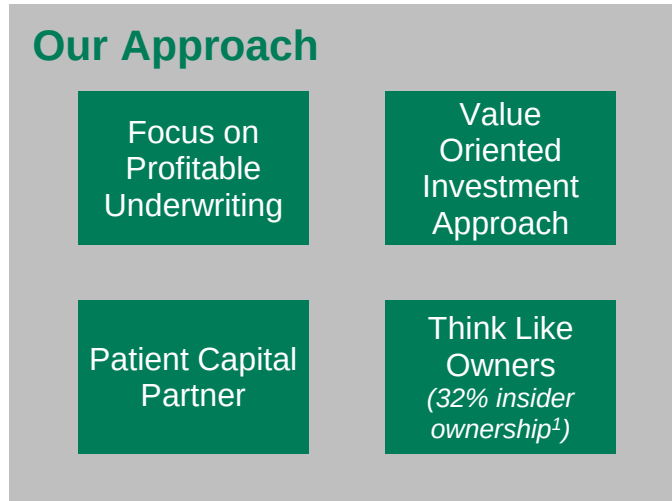 Our Approach
Focus on
Profitable
Underwriting
Value
Oriented
Investment
Approach
Patient Capital
Partner
Think Like
Owners
(32% insider
ownership¹)